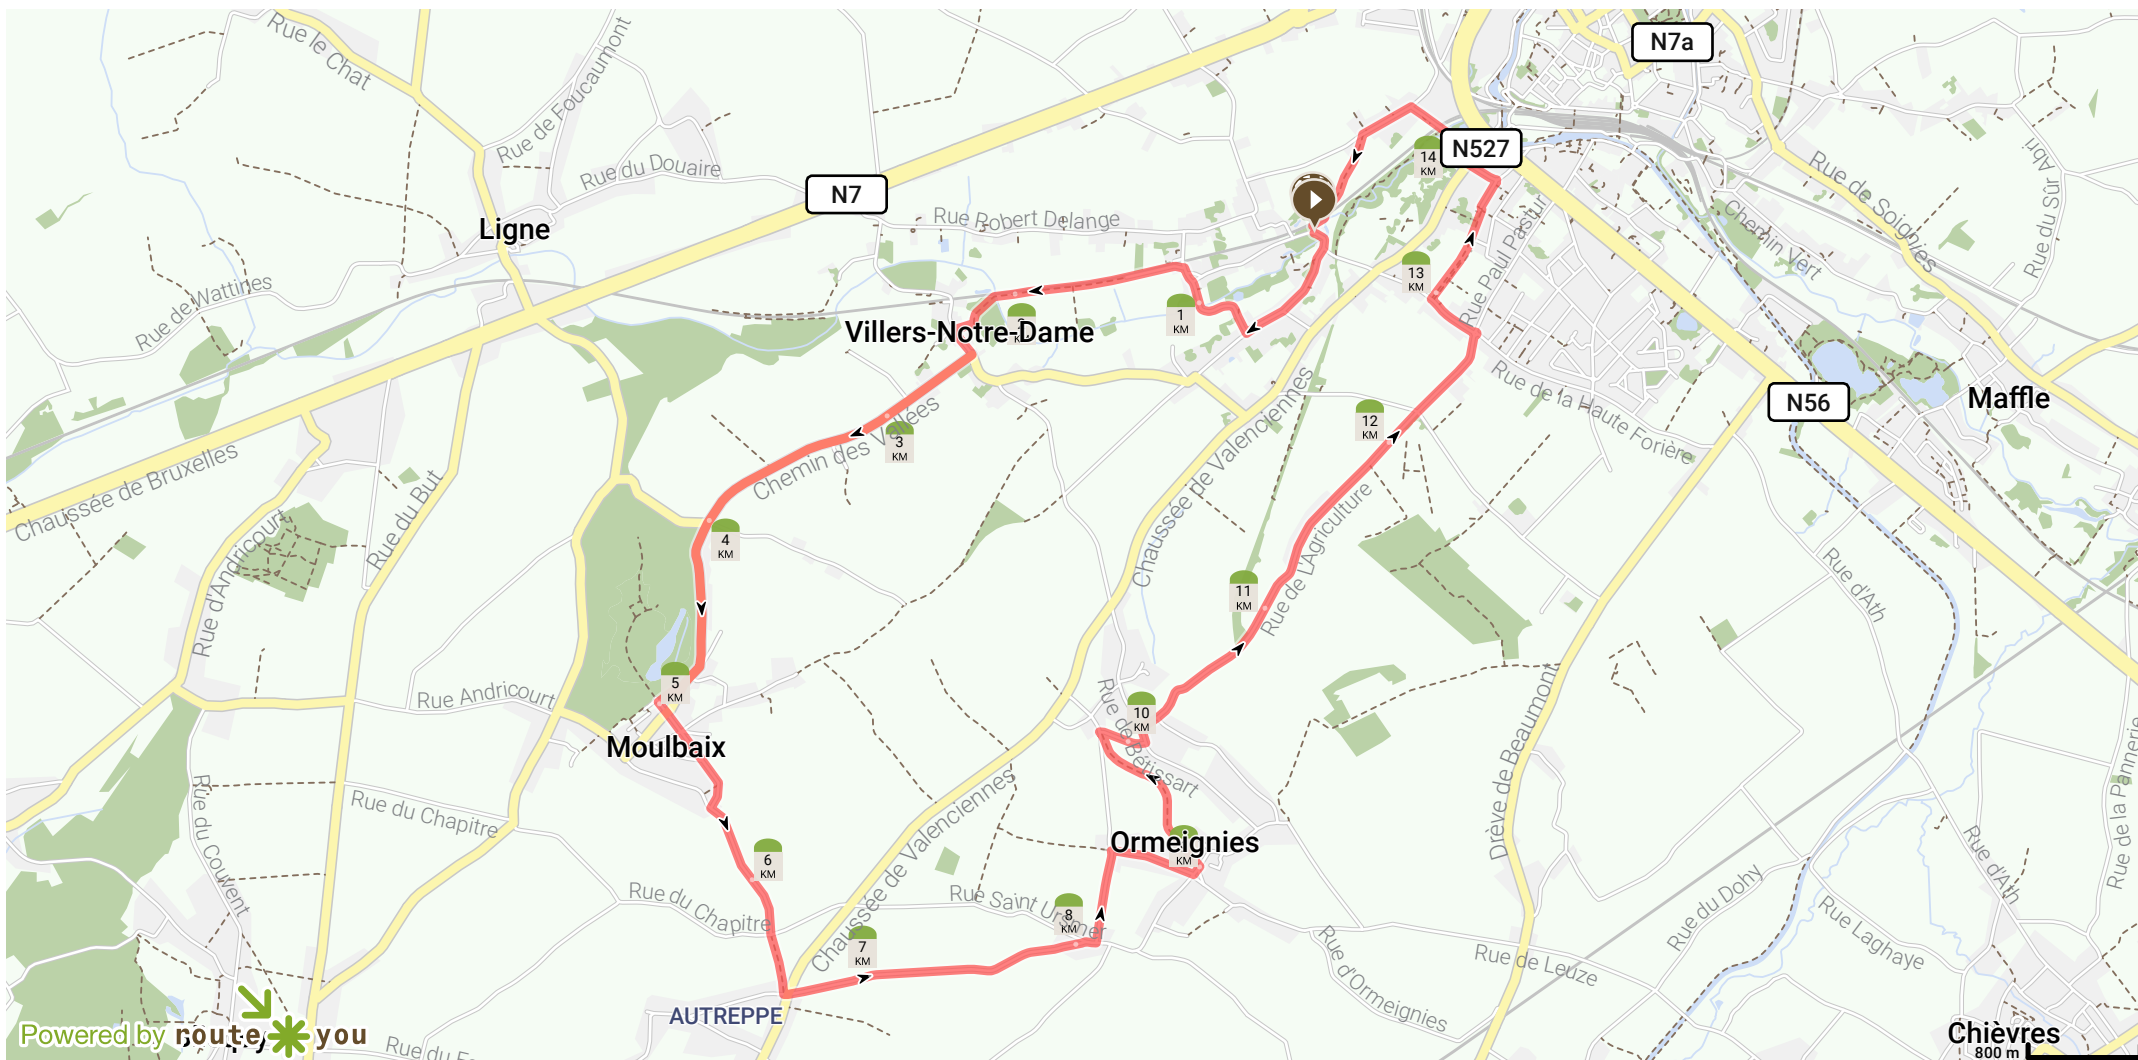 Rue le Chat
Rue de Foucaumont
N7a
Rue du Douaire
N527
Rue de Soignies
Rue du Sûr Abri
N7
Ligne
Rue Robert Delange
14
KM
Chemin Vert
Rue Paul Pastur
13
KM
Rue de Wattines
1
KM
Villers-Notre-Dame
Rue de la Haute Forière
N56
Maffle
12
KM
3
KM
Chemin des Vallées
Chaussée de Valenciennes
Chaussée de Bruxelles
Rue du But
Rue d'Andricourt
4
KM
Rue de L'Agriculture
11
KM
Rue d'Ath
5
KM
Rue Andricourt
Moulbaix
10
KM
Rue de Bétissart
Drève de Beaumont
Rue du Couvent
Rue du Chapitre
Ormeignies
KM
6
KM
Rue du Chapitre
Chaussée de Valenciennes
Rue Saint Ursmer
8
KM
7
KM
Rue du Dohy
Rue d'Ath
Rue de la Pannerie
Rue Laghaye
Rue de Leuze
Rue d'Ormeignies
AUTREPPE
Chièvres
800 m
Powered by route you